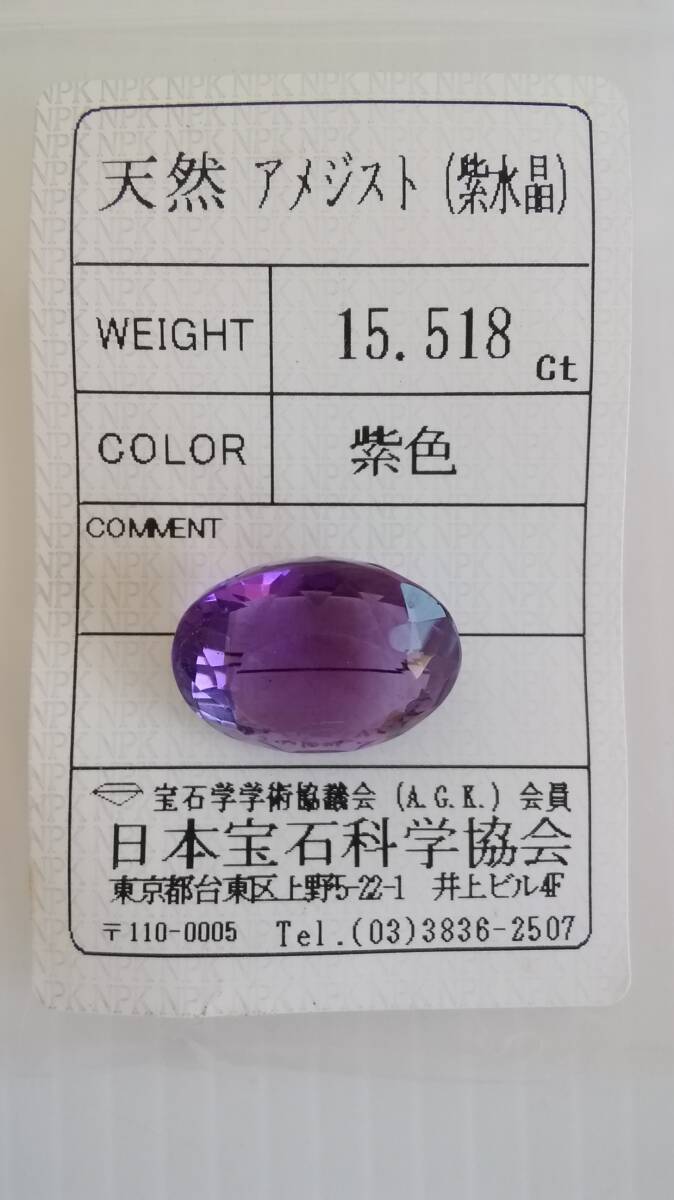 天然 アメジスト (紫水晶)
WEIGHT 15.518 Ct
COLOR 紫色
COMMENT
宝石学学術協議会 (A.G.K.) 会員
日本宝石科学協会
東京都台東区上野5-22-1 井上ビル4F
〒110-0005 Tel.(03)3836-2507